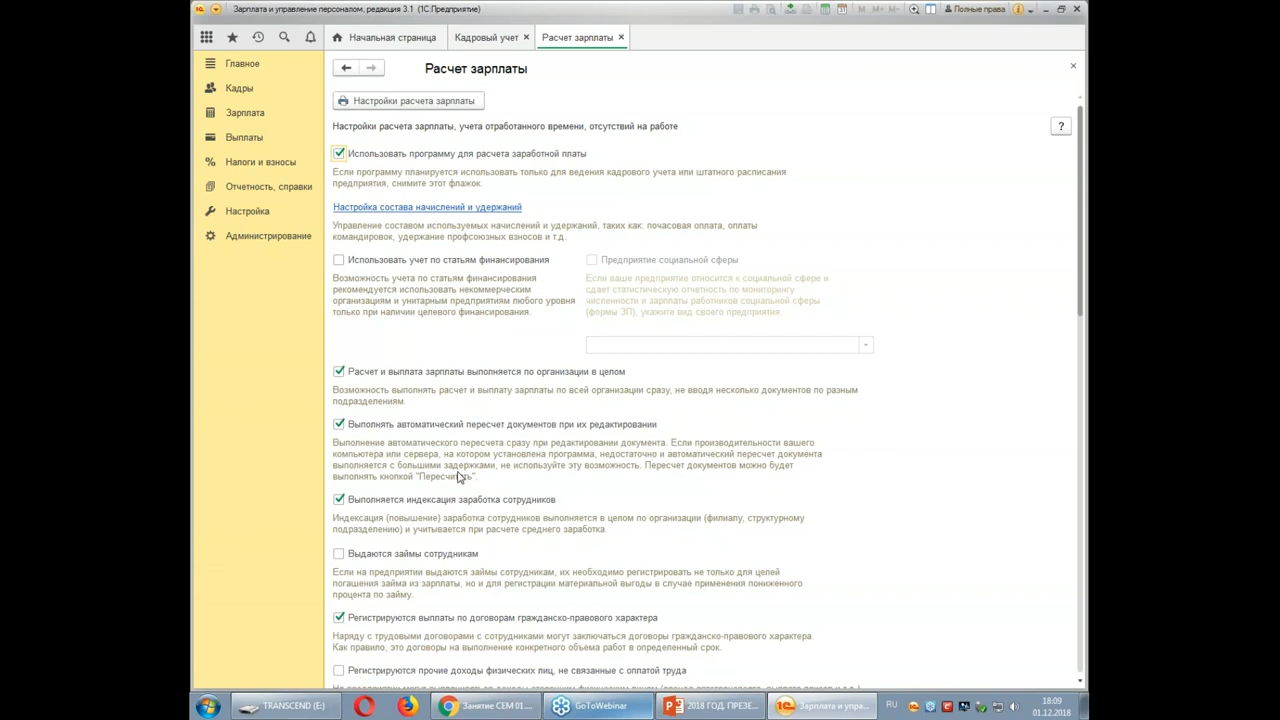 Зарплата и управление персоналом, редакция 3.1 (1С:Предприятие)
M M+ M-
Полные права
Начальная страница
Кадровый учет ×
Расчет зарплаты ×
Главное
Кадры
Зарплата
Выплаты
Налоги и взносы
Отчетность, справки
Настройка
Администрирование
Расчет зарплаты
Настройки расчета зарплаты
Настройки расчета зарплаты, учета отработанного времени, отсутствий на работе
?
Использовать программу для расчета заработной платы
Если программу планируется использовать только для ведения кадрового учета или штатного расписания
предприятия, снимите этот флажок.
Настройка состава начислений и удержаний
Управление составом используемых начислений и удержаний, таких как: почасовая оплата, оплаты
командировок, удержание профсоюзных взносов и т.д.
Использовать учет по статьям финансирования
Возможность учета по статьям финансирования
рекомендуется использовать некоммерческим
организациям и унитарным предприятиям любого уровня
только при наличии целевого финансирования.
Предприятие социальной сферы
Если ваше предприятие относится к социальной сфере и
сдает статистическую отчетность по мониторингу
численности и зарплаты работников социальной сферы
(формы ЗП), укажите вид своего предприятия
Расчет и выплата зарплаты выполняется по организации в целом
Возможность выполнять расчет и выплату зарплаты по всей организации сразу, не вводя несколько документов по разным
подразделениям.
Выполнять автоматический пересчет документов при их редактировании
Выполнение автоматического пересчета сразу при редактировании документа. Если производительности вашего
компьютера или сервера, на котором установлена программа, недостаточно и автоматический пересчет документа
выполняется с большими задержками, не используйте эту возможность. Пересчет документов можно будет
выполнять кнопкой "Пересчитать".
Выполняется индексация заработка сотрудников
Индексация (повышение) заработка сотрудников выполняется в целом по организации (филиалу, структурному
подразделению) и учитывается при расчете среднего заработка.
Выдаются займы сотрудникам
Если на предприятии выдаются займы сотрудникам, их необходимо регистрировать не только для целей
погашения займа из зарплаты, но и для регистрации материальной выгоды в случае применения пониженного
процента по займу.
Регистрируются выплаты по договорам гражданско-правового характера
Наряду с трудовыми договорами с сотрудниками могут заключаться договоры гражданско-правового характера.
Как правило, это договоры на выполнение конкретного объема работ в определенный срок.
Регистрируются прочие доходы физических лиц, не связанные с оплатой труда
TRANSCEND (E:)
Занятие СЕМ 01....
GoToWebinar
2018 ГОД. ПРЕЗЕ...
Зарплата и упра...
RU
18:09
01.12.2018